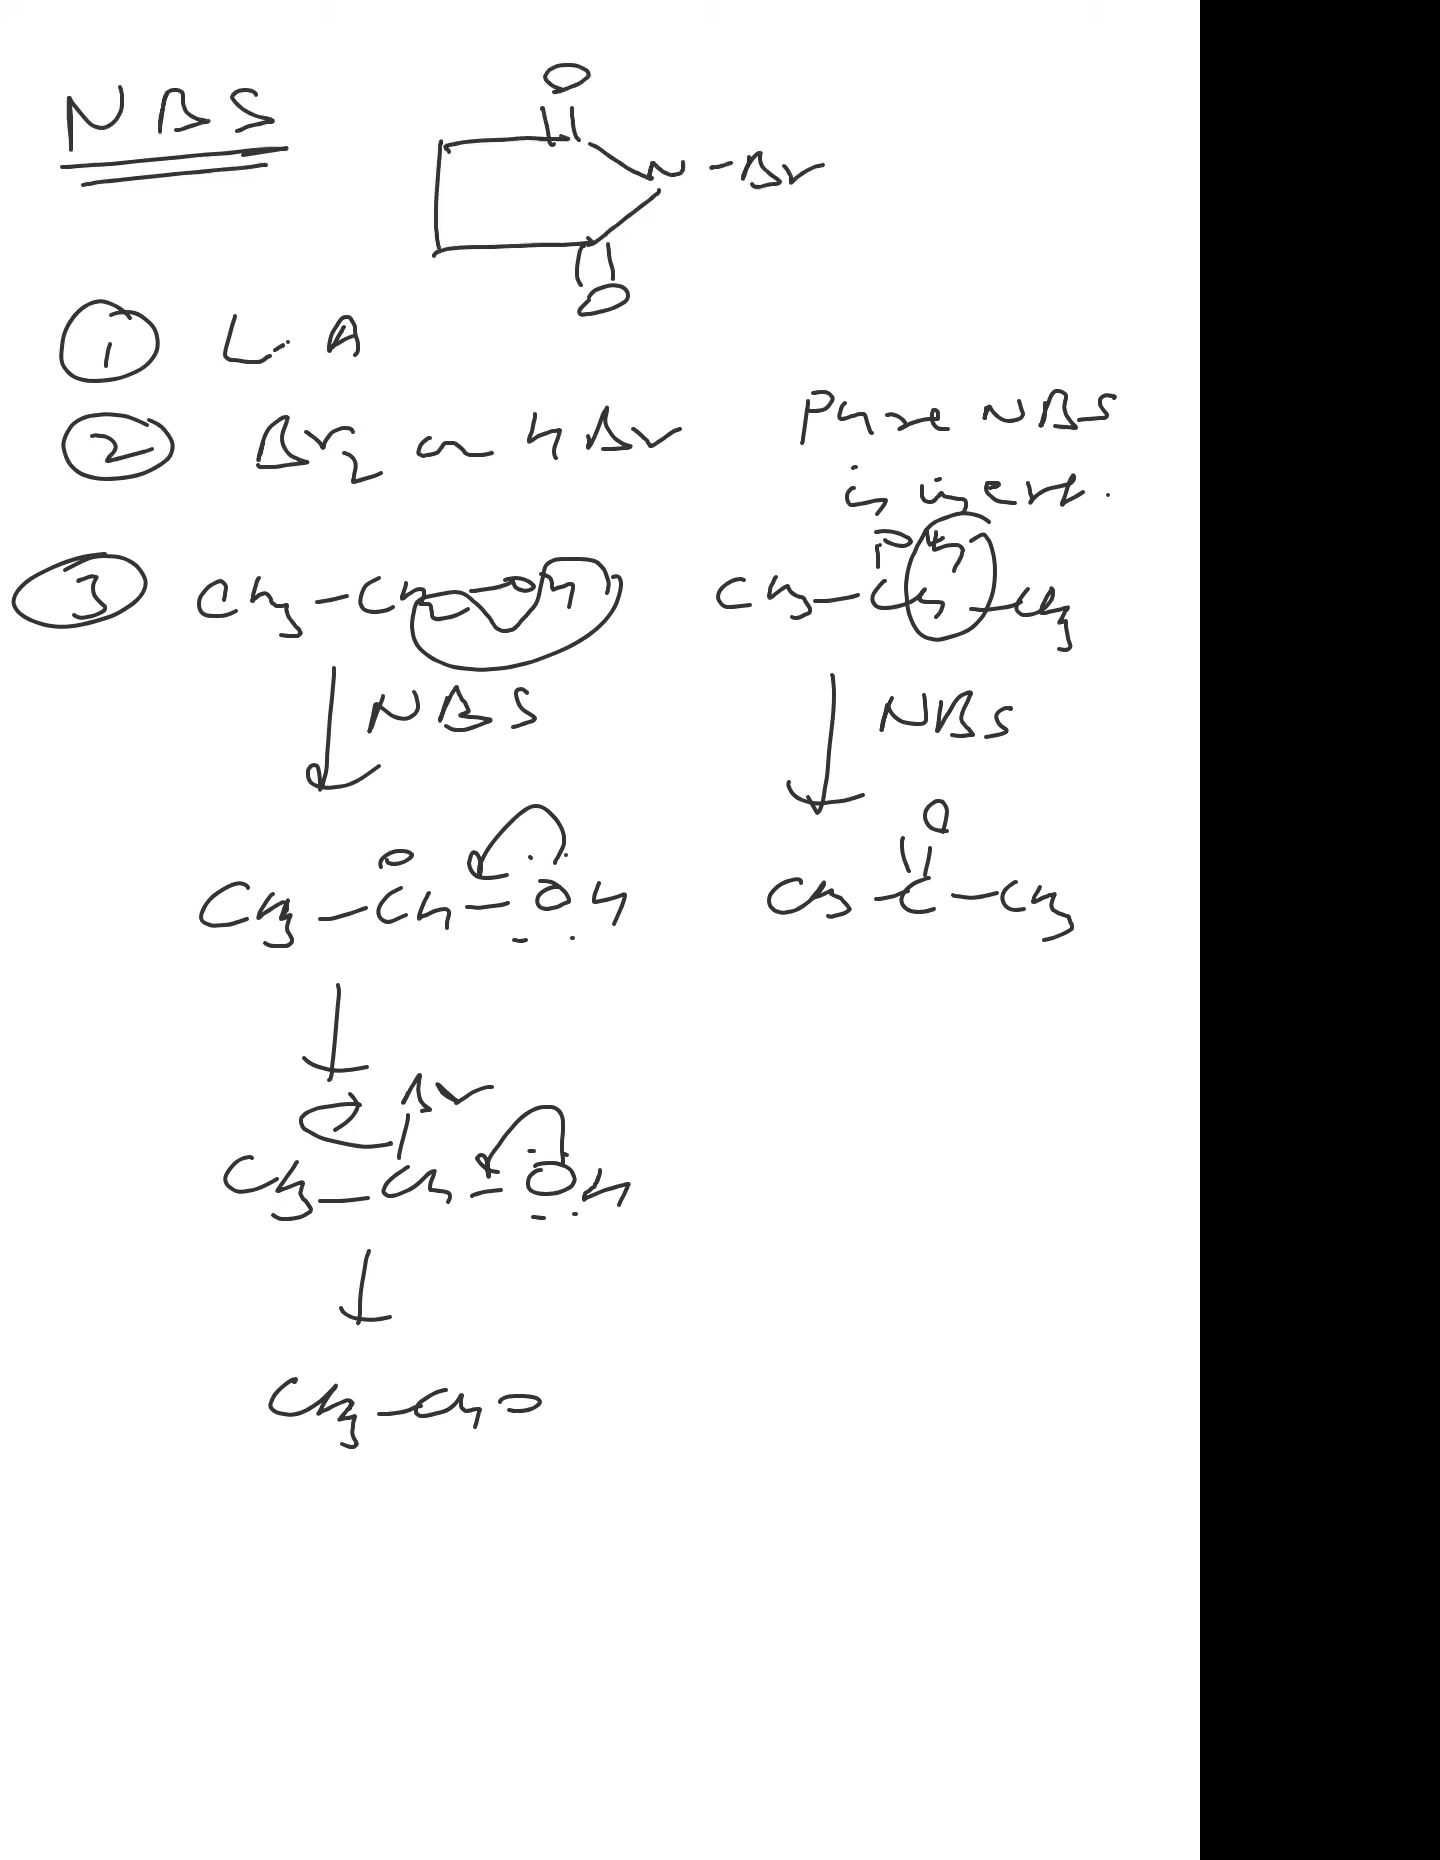 NBS
O
N-Br
O
① L.A
② Br2 or HBr
Pure NBS
is inert.
③ CH3-CH2-OH
OH
CH3-CH-CH3
NBS
NBS
O
CH3-ĊH-OH
CH3-C-CH3
Br
CH3-CH-OH
CH3-CHO